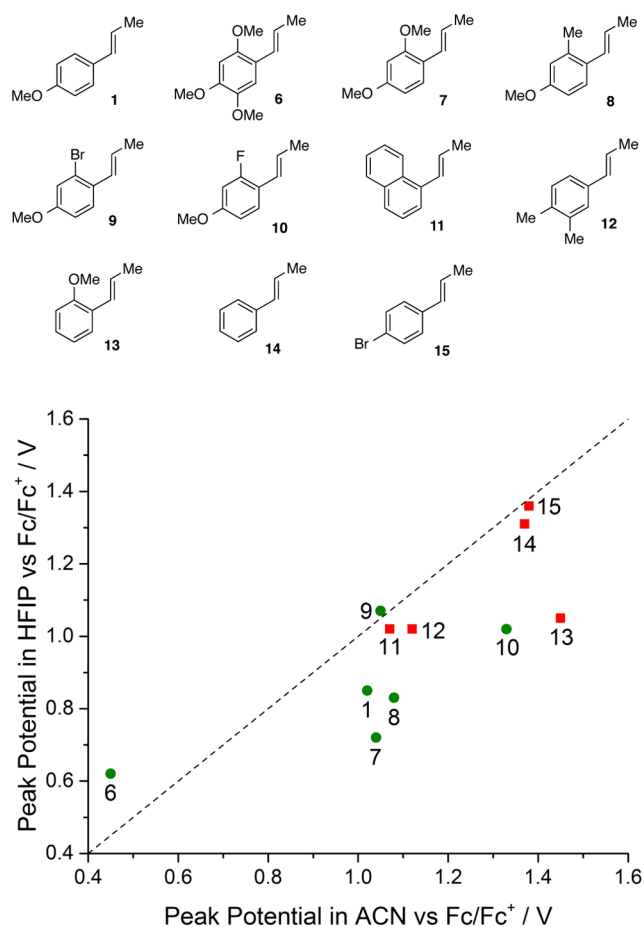 Me Me Me Me Me
MeO MeO OMe MeO MeO
OMe
OMe
1 6 7 8
Br Me F Me Me Me
MeO MeO Me
Me
9 10 11 12
OMe Me Me Me
Br
13 14 15
Peak Potential in HFIP vs Fc/Fc⁺ / V
1.6
1.4
1.2
1.0
0.8
0.6
0.4
15
14
9
11 12 10 13
1 8
7
6
0.4 0.6 0.8 1.0 1.2 1.4 1.6
Peak Potential in ACN vs Fc/Fc⁺ / V